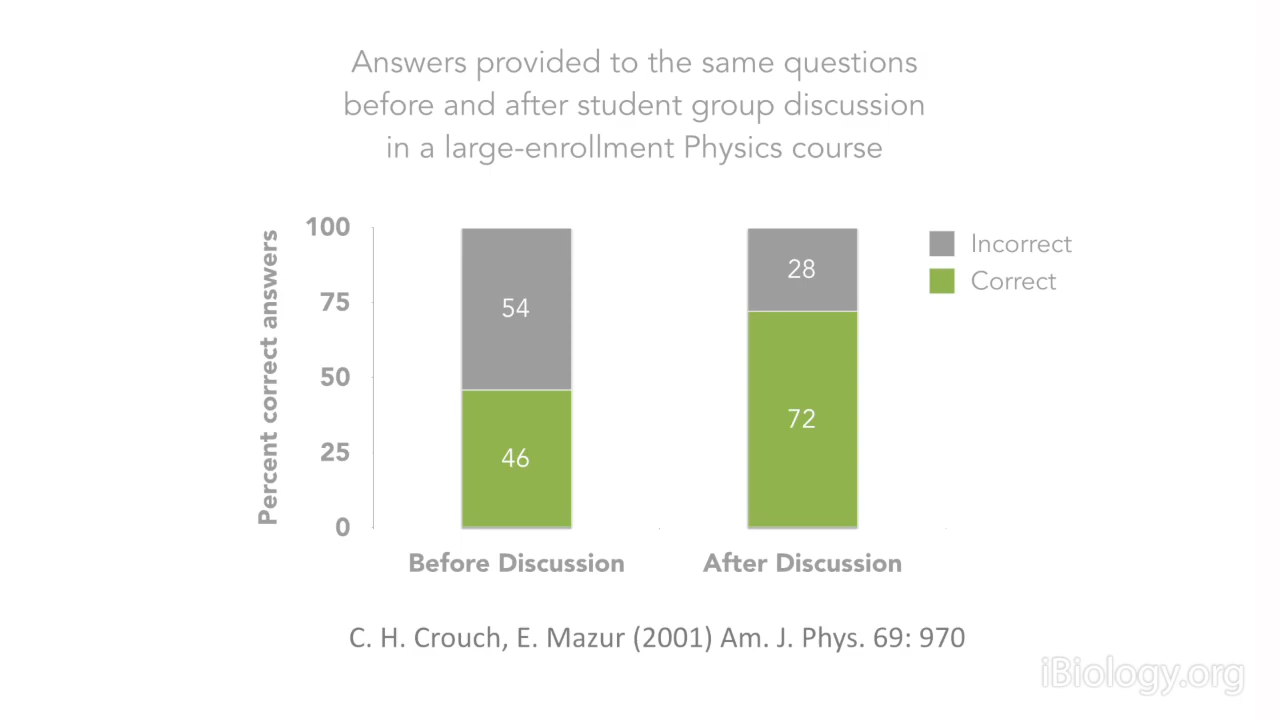 Answers provided to the same questions
before and after student group discussion
in a large-enrollment Physics course
Percent correct answers
100
75
50
25
0
54
46
28
72
Incorrect
Correct
Before Discussion
After Discussion
C. H. Crouch, E. Mazur (2001) Am. J. Phys. 69: 970
iBiology.org